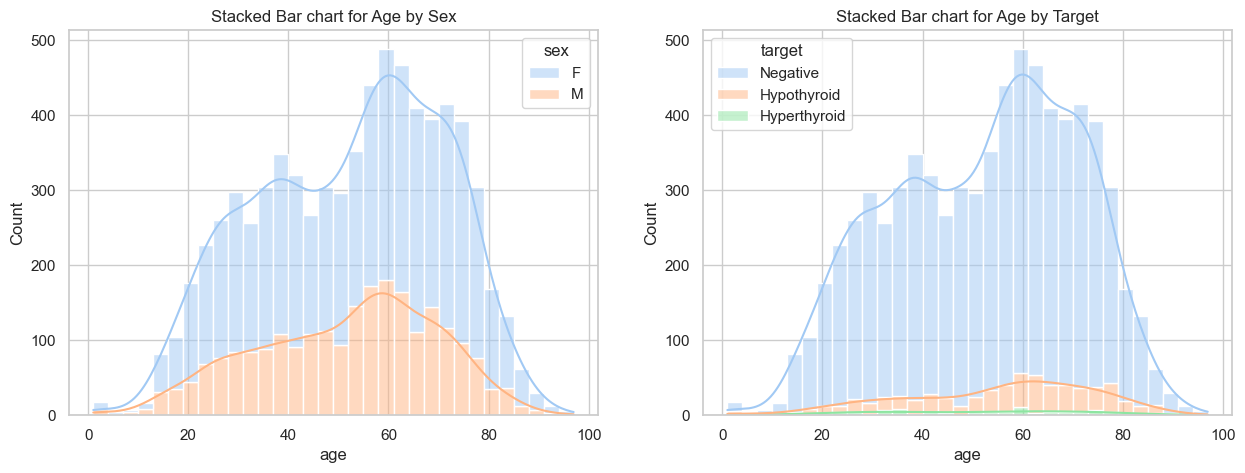 Stacked Bar chart for Age by Sex
500
400
300
200
100
0
Count
0 20 40 60 80 100
age
sex
F
M
Stacked Bar chart for Age by Target
500
400
300
200
100
0
Count
0 20 40 60 80 100
age
target
Negative
Hypothyroid
Hyperthyroid